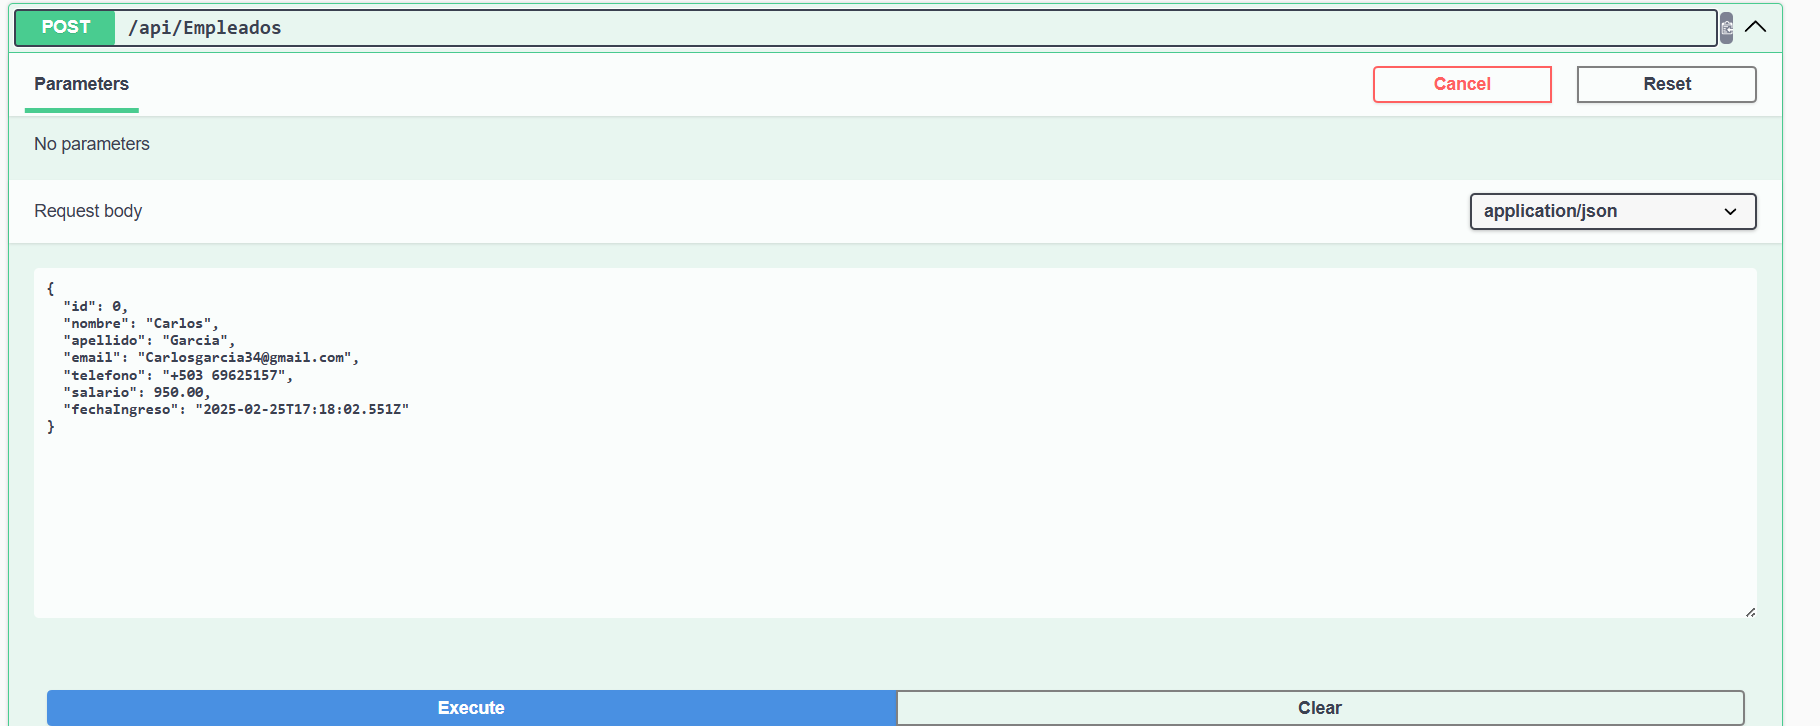 POST /api/Empleados
Parameters
Cancel
Reset
No parameters
Request body
application/json
{
  "id": 0,
  "nombre": "Carlos",
  "apellido": "Garcia",
  "email": "Carlosgarcia34@gmail.com",
  "telefono": "+503 69625157",
  "salario": 950.00,
  "fechaIngreso": "2025-02-25T17:18:02.551Z"
}
Execute
Clear